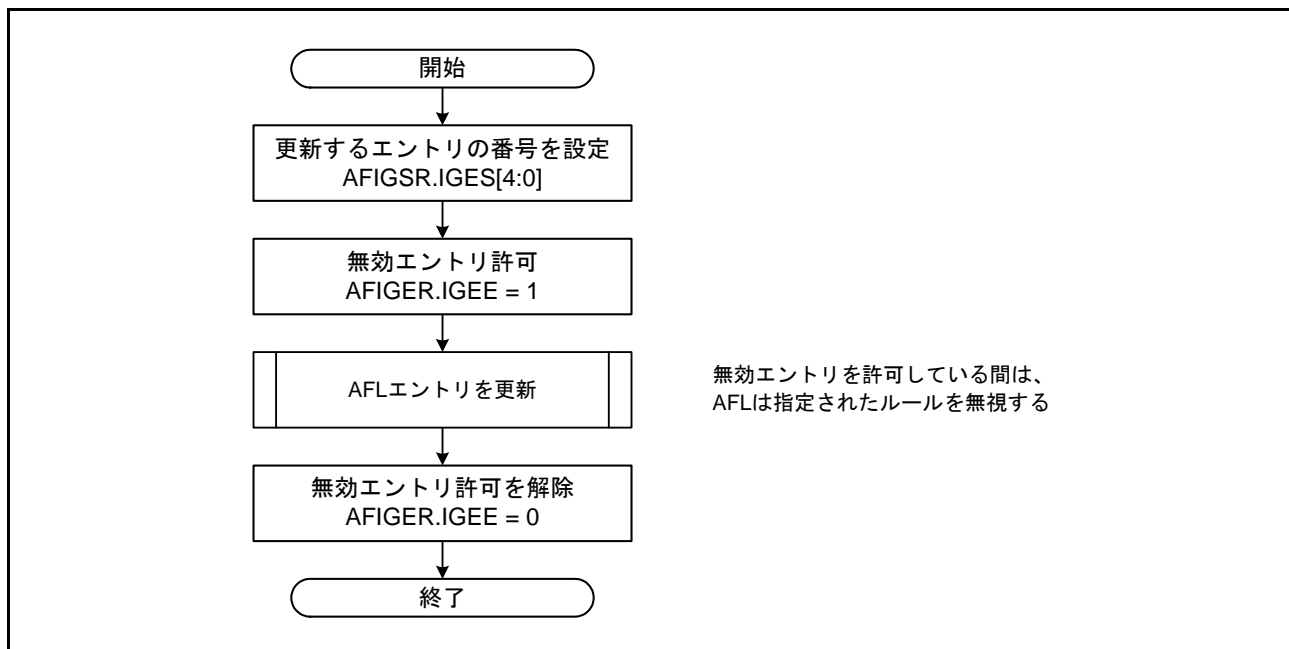 開始
更新するエントリの番号を設定
AFIGSR.IGES[4:0]
無効エントリ許可
AFIGER.IGEE = 1
AFLエントリを更新
無効エントリを許可している間は、
AFLは指定されたルールを無視する
無効エントリ許可を解除
AFIGER.IGEE = 0
終了